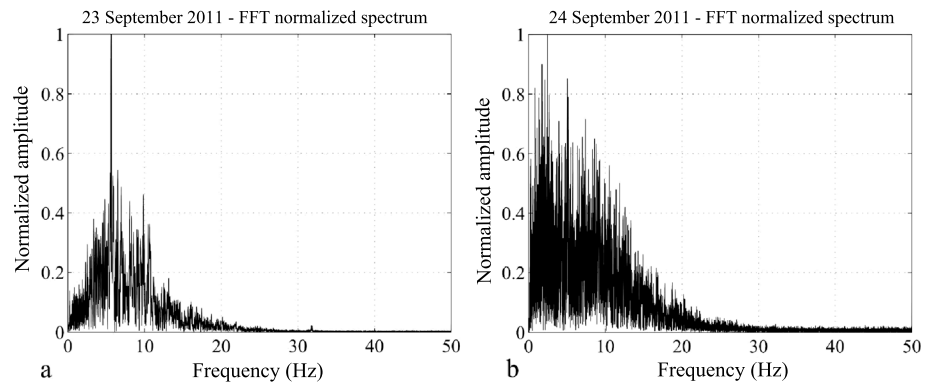 23 September 2011 - FFT normalized spectrum
Normalized amplitude
1
0.8
0.6
0.4
0.2
0
0 10 20 30 40 50
Frequency (Hz)
a
24 September 2011 - FFT normalized spectrum
Normalized amplitude
1
0.8
0.6
0.4
0.2
0
0 10 20 30 40 50
Frequency (Hz)
b